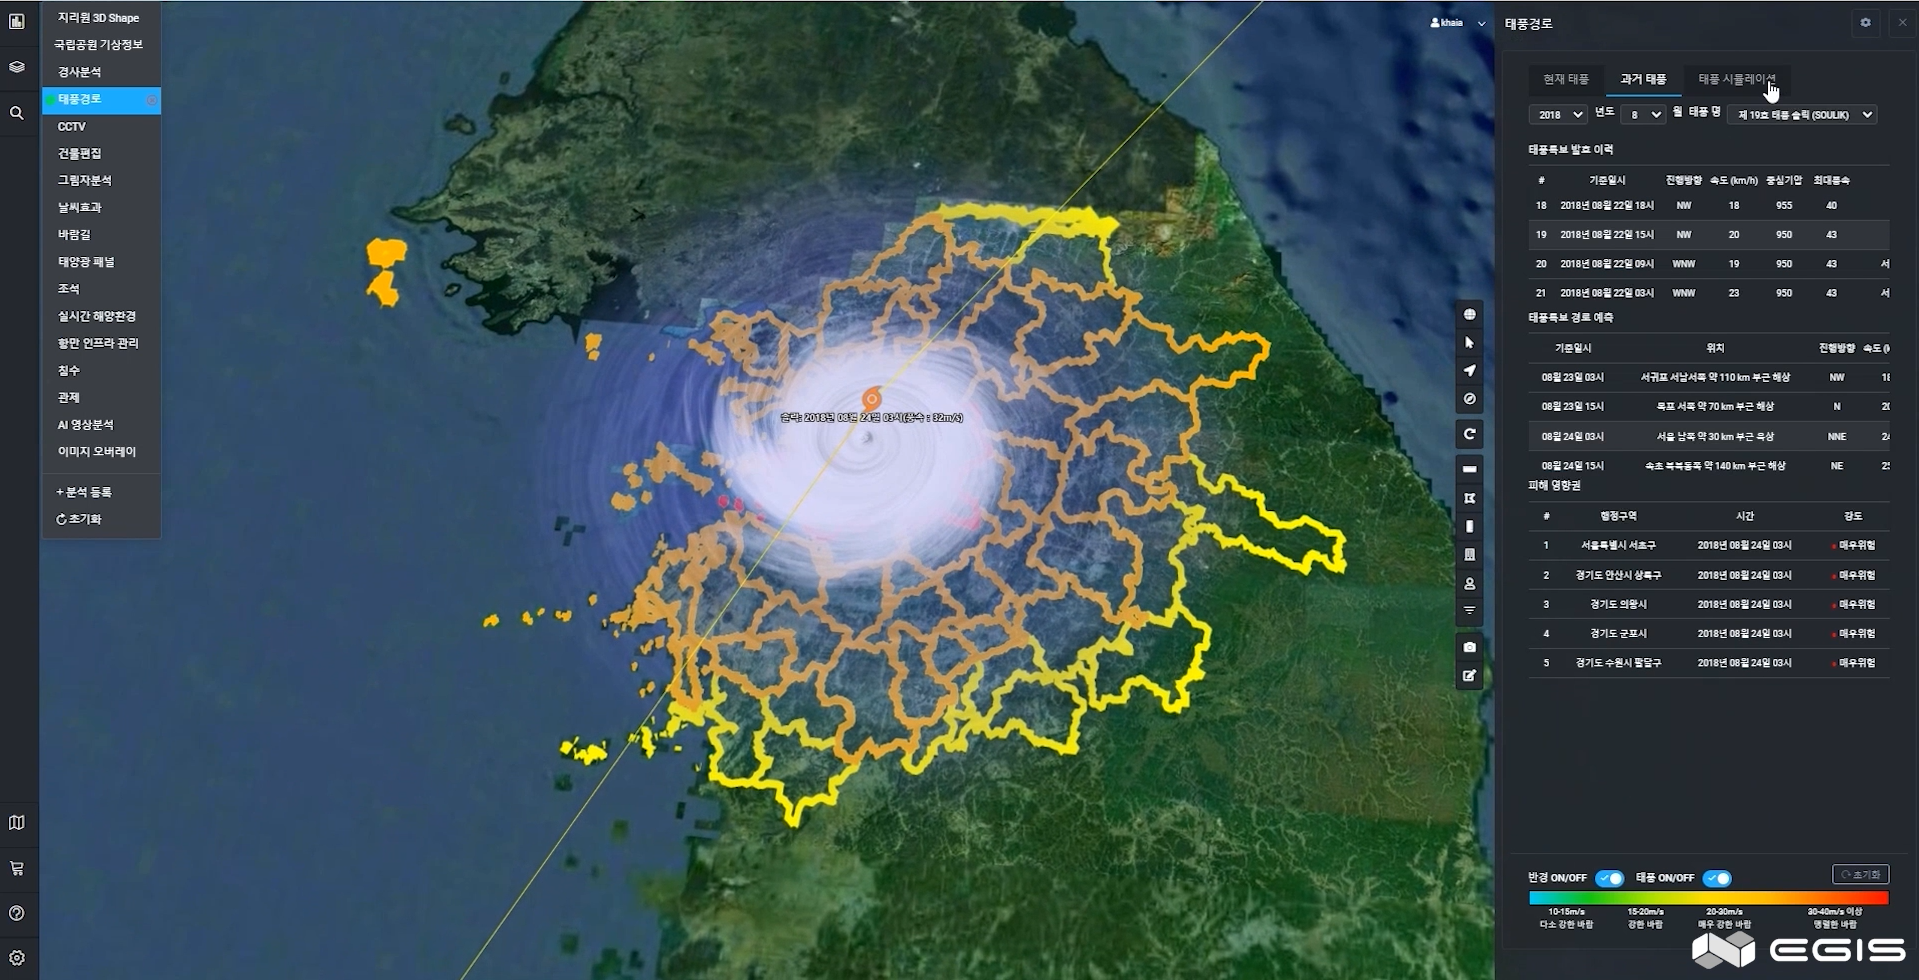 지리원 3D Shape
국립공원 기상정보
경사분석
태풍경로
CCTV
건물편집
그림자분석
날씨효과
바람길
태양광 패널
조석
실시간 해양환경
항만 인프라 관리
침수
관제
AI 영상분석
이미지 오버레이
+ 분석 등록
초기화
khaia
솔릭: 2018년 08월 24일 03시(풍속 : 32m/s)
태풍경로
현재 태풍 과거 태풍 태풍 시뮬레이션
2018 년도 8 월 태풍 명 제 19호 태풍 솔릭 (SOULIK)
태풍특보 발효 이력
# 기준일시 진행방향 속도 (km/h) 중심기압 최대풍속
18 2018년 08월 22일 18시 NW 18 955 40
19 2018년 08월 22일 15시 NW 20 950 43
20 2018년 08월 22일 09시 WNW 19 950 43 서
21 2018년 08월 22일 03시 WNW 23 950 43 서
태풍특보 경로 예측
기준일시 위치 진행방향 속도
08월 23일 03시 서귀포 서남서쪽 약 110 km 부근 해상 NW
08월 23일 15시 목포 서쪽 약 70 km 부근 해상 N
08월 24일 03시 서울 남쪽 약 30 km 부근 육상 NNE
08월 24일 15시 속초 북북동쪽 약 140 km 부근 해상 NE
피해 영향권
# 행정구역 시간 강도
1 서울특별시 서초구 2018년 08월 24일 03시 매우위험
2 경기도 안산시 상록구 2018년 08월 24일 03시 매우위험
3 경기도 의왕시 2018년 08월 24일 03시 매우위험
4 경기도 군포시 2018년 08월 24일 03시 매우위험
5 경기도 수원시 팔달구 2018년 08월 24일 03시 매우위험
반경 ON/OFF 태풍 ON/OFF 초기화
10-15m/s 15-20m/s 20-30m/s 30-40m/s 이상
다소 강한 바람 강한 바람 매우 강한 바람 맹렬한 바람
EGIS